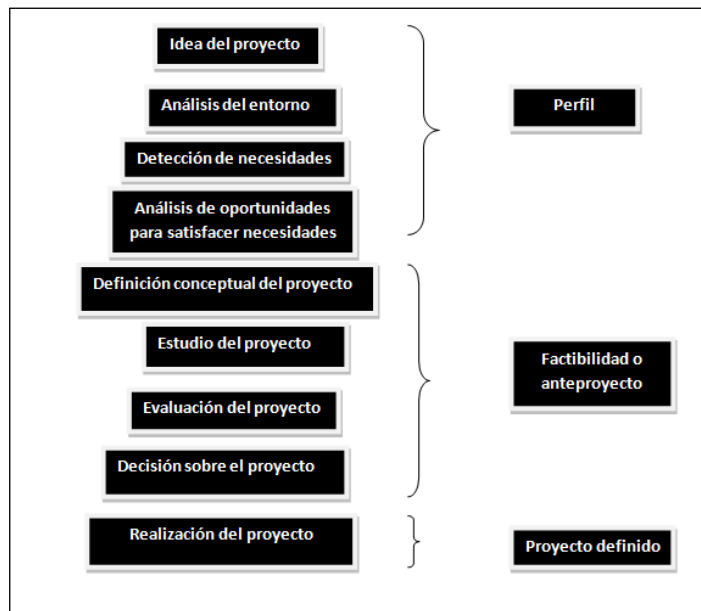 Idea del proyecto
Análisis del entorno
Detección de necesidades
Análisis de oportunidades
para satisfacer necesidades
Perfil
Definición conceptual del proyecto
Estudio del proyecto
Evaluación del proyecto
Decisión sobre el proyecto
Factibilidad o
anteproyecto
Realización del proyecto
Proyecto definido